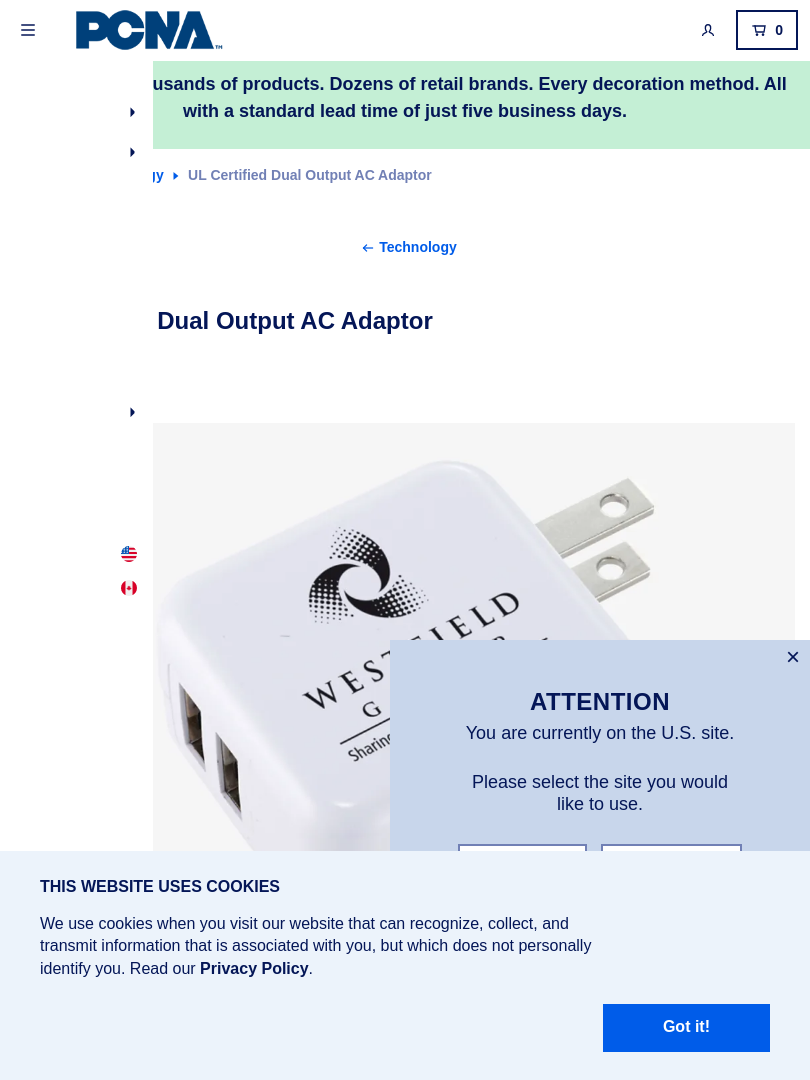 PCNA™
0
usands of products. Dozens of retail brands. Every decoration method. All
with a standard lead time of just five business days.
gy
UL Certified Dual Output AC Adaptor
Technology
Dual Output AC Adaptor
WESTFIELD
G
Sharing
ATTENTION
You are currently on the U.S. site.
Please select the site you would
like to use.
THIS WEBSITE USES COOKIES
We use cookies when you visit our website that can recognize, collect, and
transmit information that is associated with you, but which does not personally
identify you. Read our Privacy Policy.
Got it!